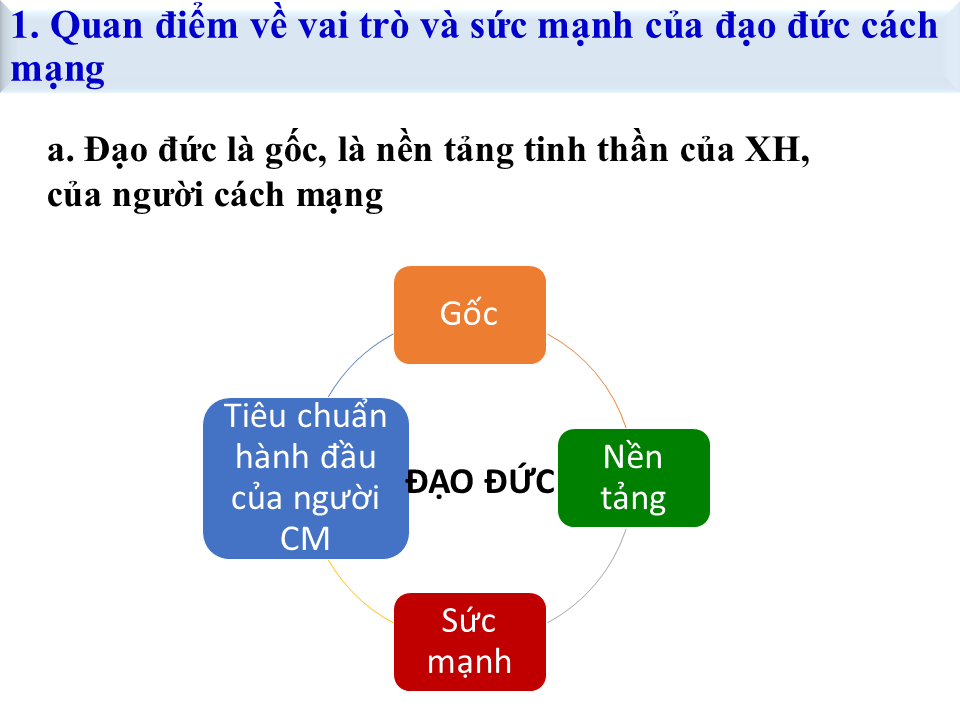 1. Quan điểm về vai trò và sức mạnh của đạo đức cách
mạng
a. Đạo đức là gốc, là nền tảng tinh thần của XH,
của người cách mạng
Gốc
Tiêu chuẩn
hành đầu
của người
CM
ĐẠO ĐỨC
Nền
tảng
Sức
mạnh